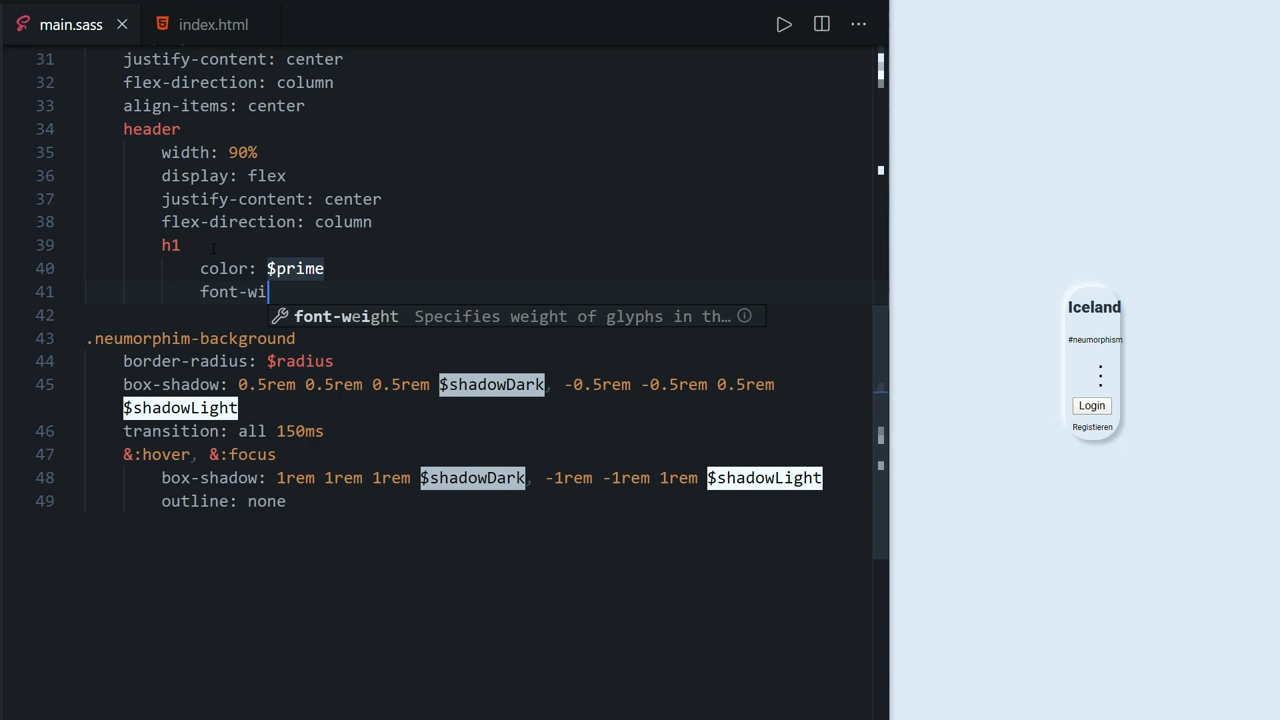 main.sass
index.html
31 justify-content: center
32 flex-direction: column
33 align-items: center
34 header
35 width: 90%
36 display: flex
37 justify-content: center
38 flex-direction: column
39 h1
40 color: $prime
41 font-wi
42 font-weight Specifies weight of glyphs in th…
43 .neumorphim-background
44 border-radius: $radius
45 box-shadow: 0.5rem 0.5rem 0.5rem $shadowDark, -0.5rem -0.5rem 0.5rem
$shadowLight
46 transition: all 150ms
47 &:hover, &:focus
48 box-shadow: 1rem 1rem 1rem $shadowDark, -1rem -1rem 1rem $shadowLight
49 outline: none
Iceland
#neumorphism
Login
Registieren